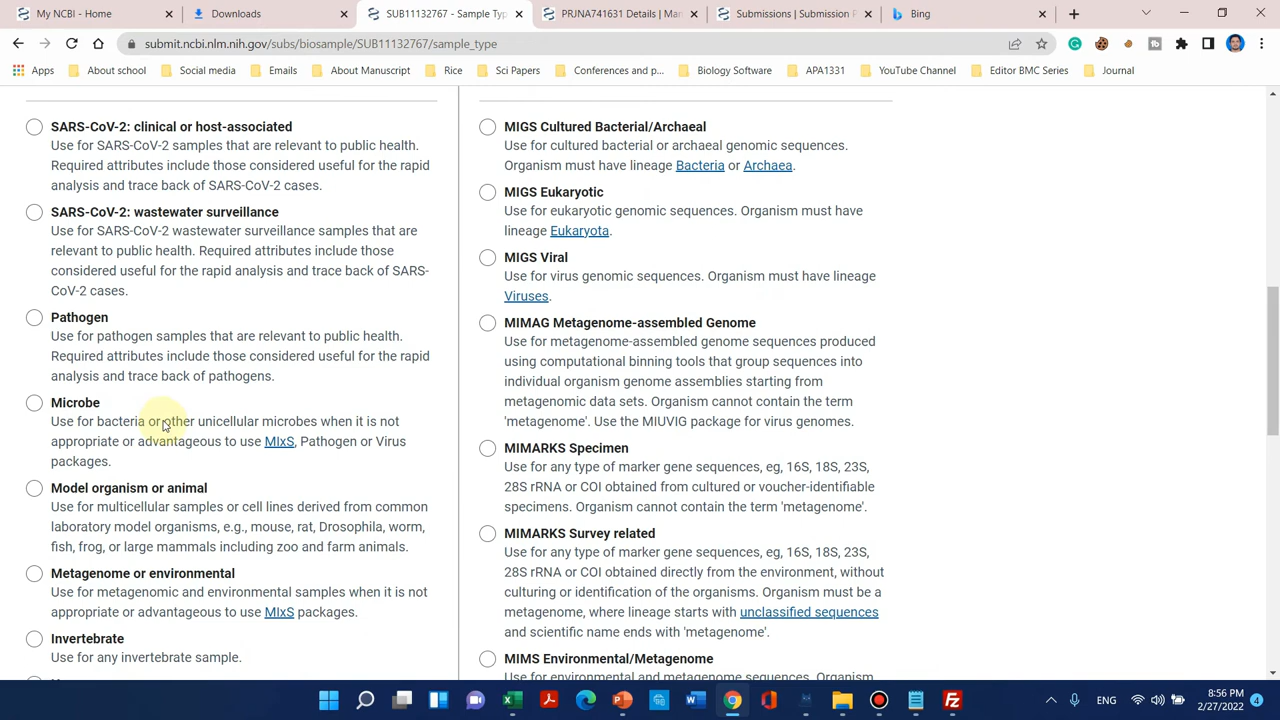 My NCBI - Home
Downloads
SUB11132767 - Sample Typ
PRJNA741631 Details | Man
Submissions | Submission P
Bing
submit.ncbi.nlm.nih.gov/subs/biosample/SUB11132767/sample_type
Apps
About school
Social media
Emails
About Manuscript
Rice
Sci Papers
Conferences and p...
Biology Software
APA1331
YouTube Channel
Editor BMC Series
Journal
SARS-CoV-2: clinical or host-associated
Use for SARS-CoV-2 samples that are relevant to public health.
Required attributes include those considered useful for the rapid
analysis and trace back of SARS-CoV-2 cases.
SARS-CoV-2: wastewater surveillance
Use for SARS-CoV-2 wastewater surveillance samples that are
relevant to public health. Required attributes include those
considered useful for the rapid analysis and trace back of SARS-
CoV-2 cases.
Pathogen
Use for pathogen samples that are relevant to public health.
Required attributes include those considered useful for the rapid
analysis and trace back of pathogens.
Microbe
Use for bacteria or other unicellular microbes when it is not
appropriate or advantageous to use MIxS, Pathogen or Virus
packages.
Model organism or animal
Use for multicellular samples or cell lines derived from common
laboratory model organisms, e.g., mouse, rat, Drosophila, worm,
fish, frog, or large mammals including zoo and farm animals.
Metagenome or environmental
Use for metagenomic and environmental samples when it is not
appropriate or advantageous to use MIxS packages.
Invertebrate
Use for any invertebrate sample.
MIGS Cultured Bacterial/Archaeal
Use for cultured bacterial or archaeal genomic sequences.
Organism must have lineage Bacteria or Archaea.
MIGS Eukaryotic
Use for eukaryotic genomic sequences. Organism must have
lineage Eukaryota.
MIGS Viral
Use for virus genomic sequences. Organism must have lineage
Viruses.
MIMAG Metagenome-assembled Genome
Use for metagenome-assembled genome sequences produced
using computational binning tools that group sequences into
individual organism genome assemblies starting from
metagenomic data sets. Organism cannot contain the term
'metagenome'. Use the MIUVIG package for virus genomes.
MIMARKS Specimen
Use for any type of marker gene sequences, eg, 16S, 18S, 23S,
28S rRNA or COI obtained from cultured or voucher-identifiable
specimens. Organism cannot contain the term 'metagenome'.
MIMARKS Survey related
Use for any type of marker gene sequences, eg, 16S, 18S, 23S,
28S rRNA or COI obtained directly from the environment, without
culturing or identification of the organisms. Organism must be a
metagenome, where lineage starts with unclassified sequences
and scientific name ends with 'metagenome'.
MIMS Environmental/Metagenome
Use for environmental and metagenome sequences. Organism
ENG
8:56 PM
2/27/2022
4